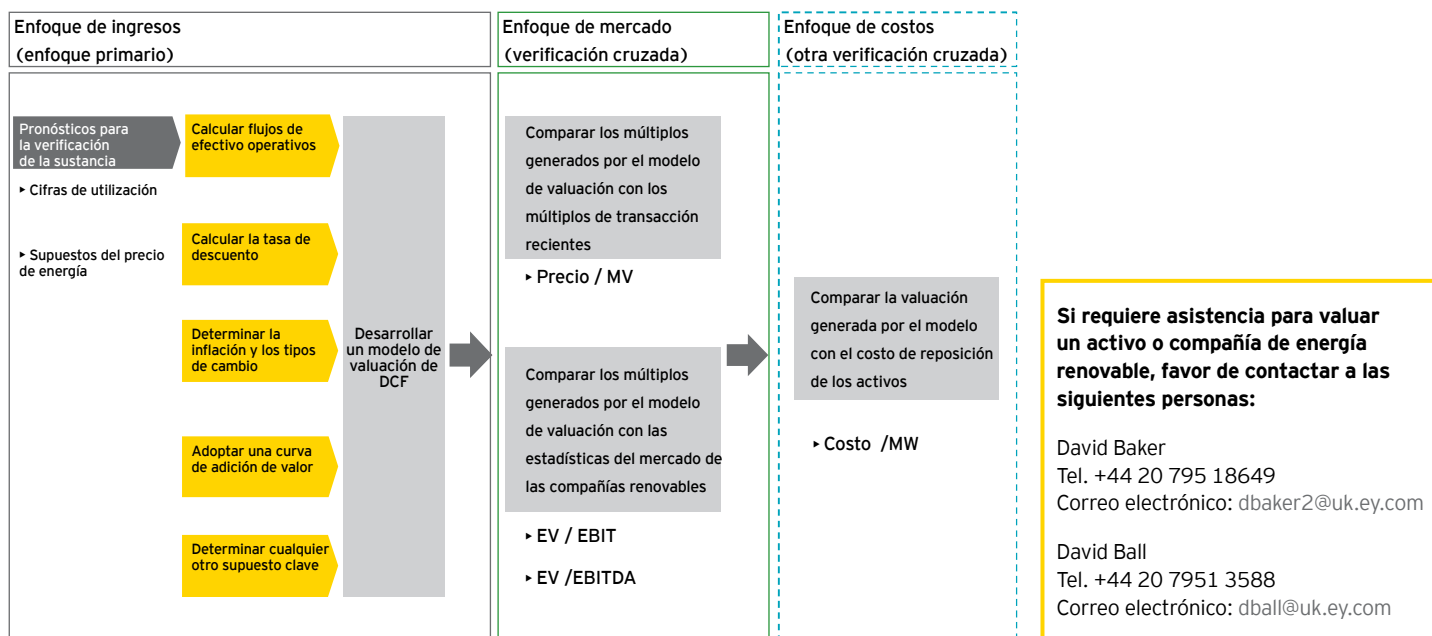 Enfoque de ingresos
(enfoque primario)
Pronósticos para
la verificación
de la sustancia
▸ Cifras de utilización
▸ Supuestos del precio
de energía
Calcular flujos de
efectivo operativos
Calcular la tasa de
descuento
Determinar la
inflación y los tipos
de cambio
Adoptar una curva
de adición de valor
Determinar cualquier
otro supuesto clave
Desarrollar
un modelo de
valuación de
DCF
Enfoque de mercado
(verificación cruzada)
Comparar los múltiplos
generados por el modelo
de valuación con los
múltiplos de transacción
recientes
▸ Precio / MV
Comparar los múltiplos
generados por el modelo
de valuación con las
estadísticas del mercado de
las compañías renovables
▸ EV / EBIT
▸ EV /EBITDA
Enfoque de costos
(otra verificación cruzada)
Comparar la valuación
generada por el modelo
con el costo de reposición
de los activos
▸ Costo /MW
Si requiere asistencia para valuar
un activo o compañía de energía
renovable, favor de contactar a las
siguientes personas:
David Baker
Tel. +44 20 795 18649
Correo electrónico: dbaker2@uk.ey.com
David Ball
Tel. +44 20 7951 3588
Correo electrónico: dball@uk.ey.com